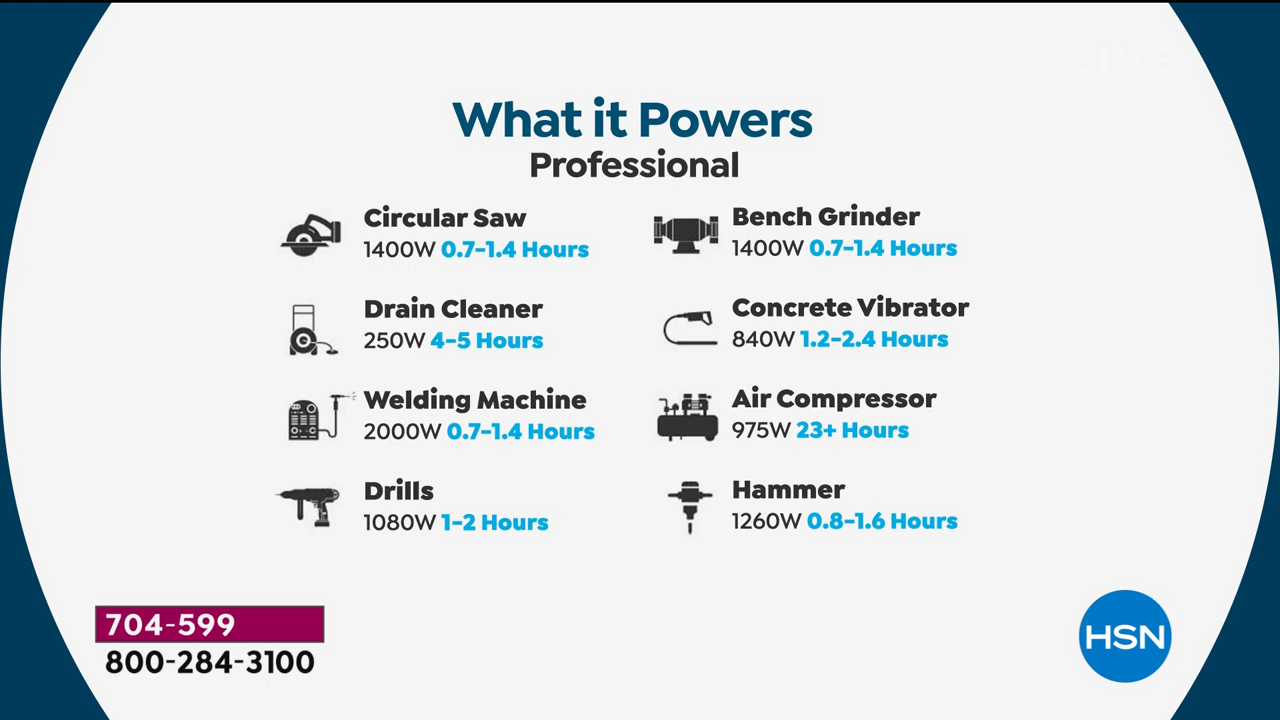 LIVE
What it Powers
Professional
Circular Saw
1400W 0.7-1.4 Hours
Bench Grinder
1400W 0.7-1.4 Hours
Drain Cleaner
250W 4-5 Hours
Concrete Vibrator
840W 1.2-2.4 Hours
Welding Machine
2000W 0.7-1.4 Hours
Air Compressor
975W 23+ Hours
Drills
1080W 1-2 Hours
Hammer
1260W 0.8-1.6 Hours
704-599
800-284-3100
HSN